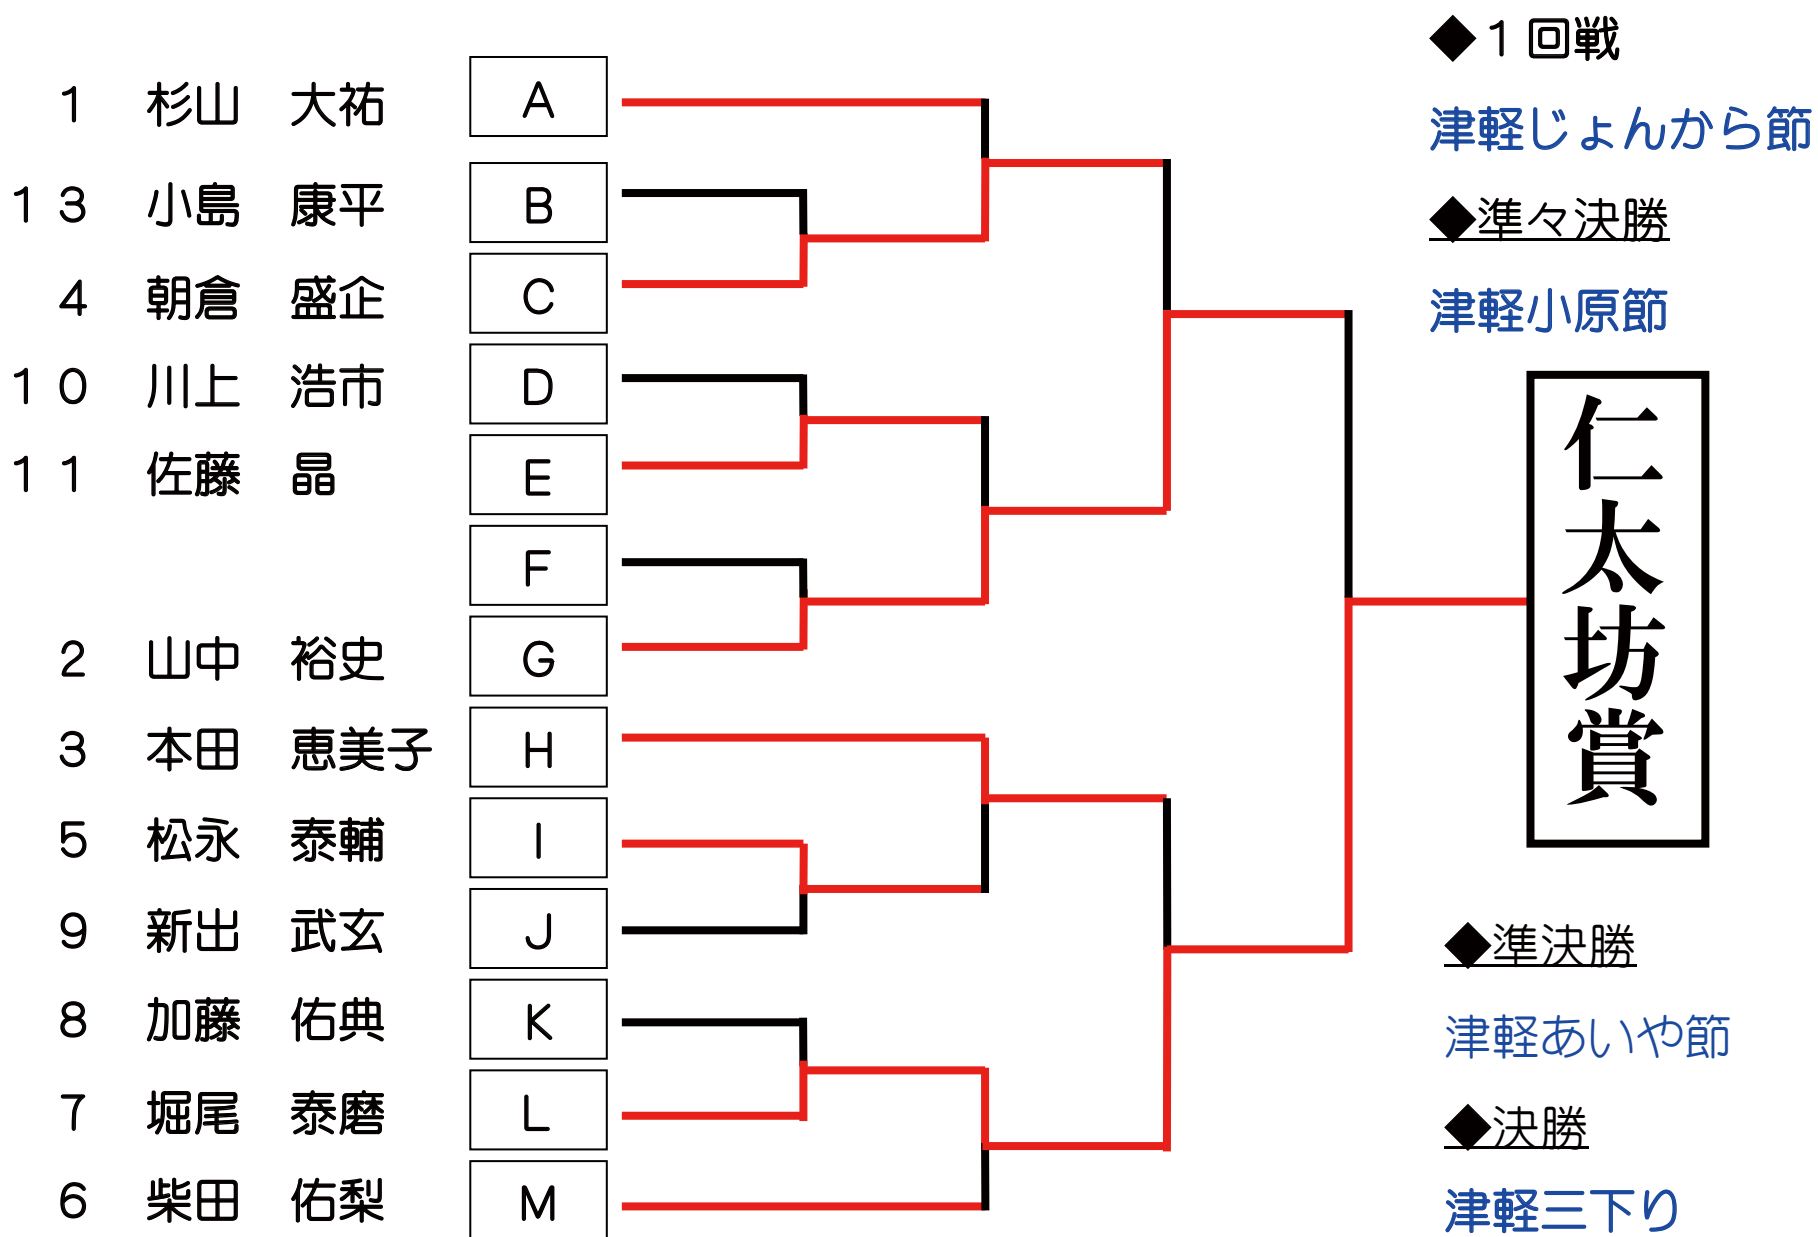 1 杉山 大祐 A
13 小島 康平 B
4 朝倉 盛企 C
10 川上 浩市 D
11 佐藤 晶 E
F
2 山中 裕史 G
3 本田 恵美子 H
5 松永 泰輔 I
9 新出 武玄 J
8 加藤 佑典 K
7 堀尾 泰磨 L
6 柴田 佑梨 M
◆1回戦
津軽じょんから節
◆準々決勝
津軽小原節
仁太坊賞
◆準決勝
津軽あいや節
◆決勝
津軽三下り